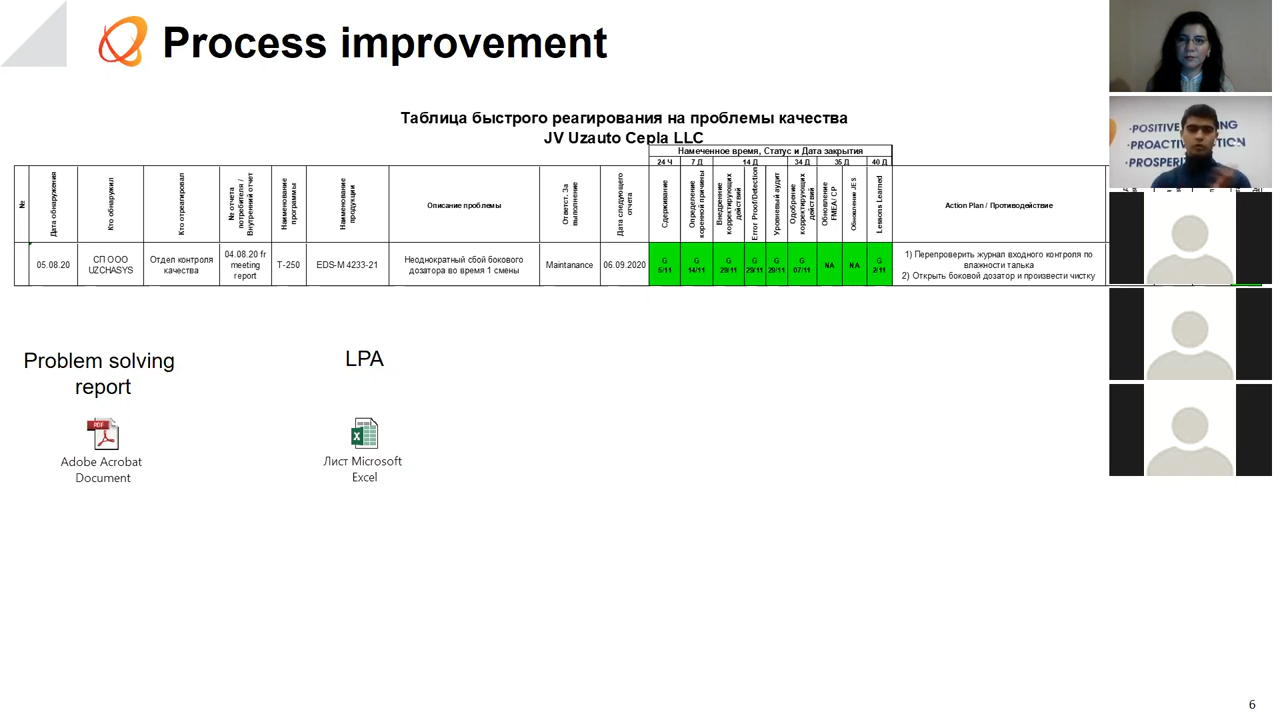 Process improvement
Таблица быстрого реагирования на проблемы качества
JV Uzauto Cepla LLC
Намеченное время, Статус и Дата закрытия
24 Ч
7 Д
14 Д
34 Д
35 Д
40 Д
№
Дата обнаружения
Кто обнаружил
Кто отреагировал
№ отчета
потребителя /
Внутренний отчет
Наименование
программы
Наименование
продукции
Описание проблемы
Ответст. За
выполнение
Дата следующего
отчета
Сдерживание
Определение
коренной причины
Внедрение
корректирующих
действий
Error Proof/Detection
Уровневый аудит
Одобрение
корректирующих
действий
Обновление
FMEA/ CP
Обновление JES
Lessons Learned
Action Plan / Противодействие
05.08.20
СП ООО
UZCHASYS
Отдел контроля
качества
04.08.20 fr
meeting
report
T-250
EDS-M 4233-21
Неоднократный сбой бокового
дозатора во время 1 смены
Maintanance
06.09.2020
G
5/11
G
14/11
G
29/11
G
29/11
G
29/11
G
07/11
NA
NA
G
2/11
1) Перепроверить журнал входного контроля по
влажности талька
2) Открыть боковой дозатор и произвести чистку
Problem solving
report
LPA
PDF
Adobe Acrobat
Document
Лист Microsoft
Excel
·POSITIVE
·PROACTIVE
·PROSPERI
6